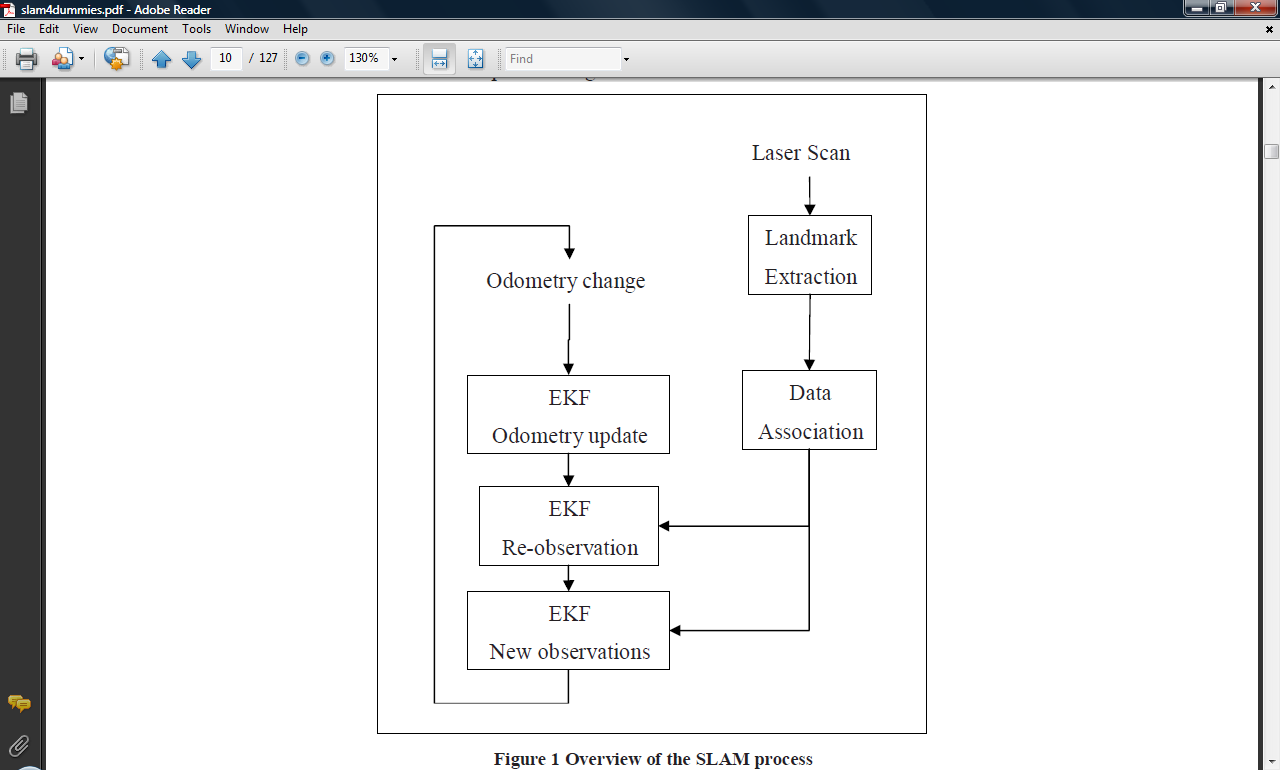 slam4dummies.pdf - Adobe Reader
File Edit View Document Tools Window Help
10 / 127 130% Find
Laser Scan
Landmark
Extraction
Odometry change
EKF
Odometry update
Data
Association
EKF
Re-observation
EKF
New observations
Figure 1 Overview of the SLAM process